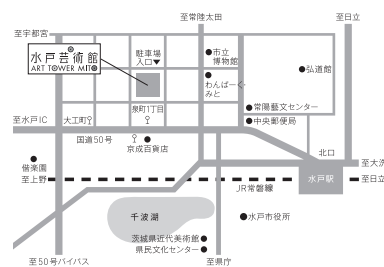 至常陸太田
至日立
至宇都宮
水戸芸術館
ART TOWER MITO
駐車場
入口▼
市立
博物館
弘道館
わんぱーく・
みと
泉町1丁目
常陽藝文センター
至水戸IC
大工町
中央郵便局
国道50号
京成百貨店
北口
偕楽園
至大洗
至上野
JR常磐線
水戸駅
至日立
千波湖
水戸市役所
茨城県近代美術館
県民文化センター
至50号バイパス
至県庁